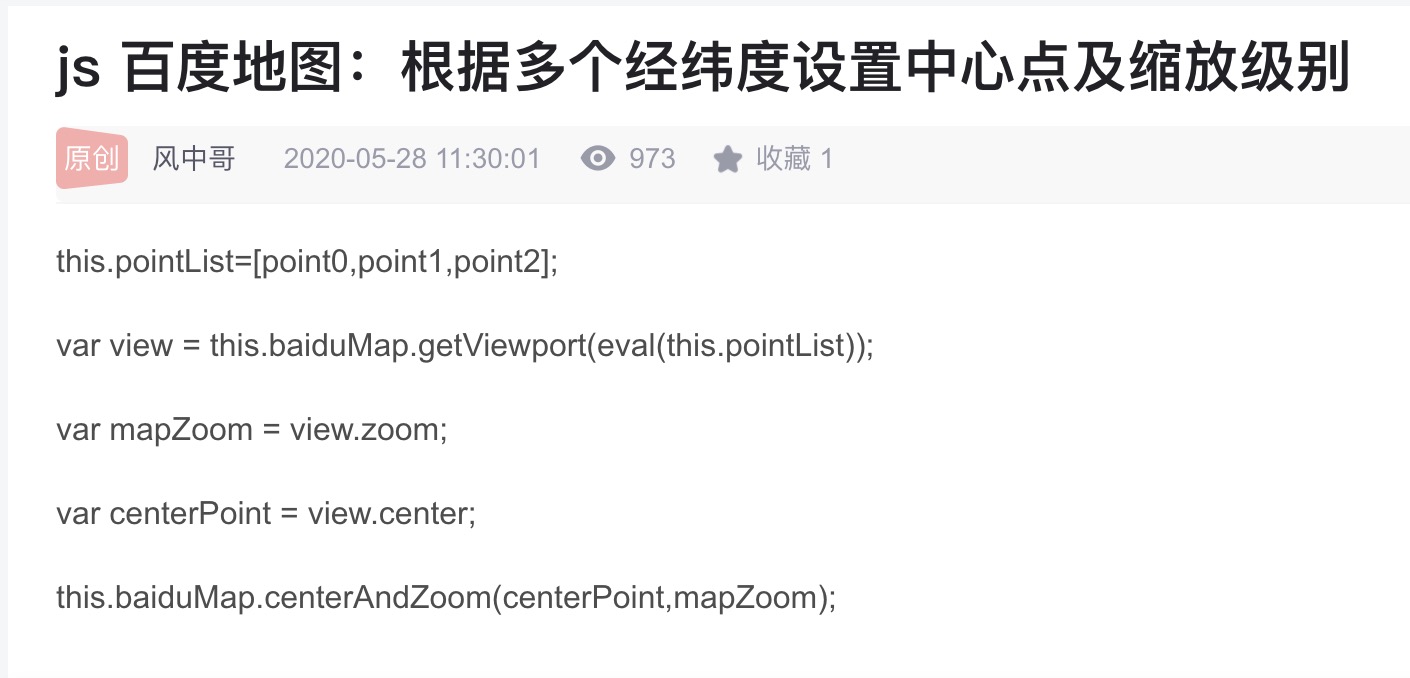 js 百度地图：根据多个经纬度设置中心点及缩放级别
原创 风中哥 2020-05-28 11:30:01 973 收藏 1
this.pointList=[point0,point1,point2];
var view = this.baiduMap.getViewport(eval(this.pointList));
var mapZoom = view.zoom;
var centerPoint = view.center;
this.baiduMap.centerAndZoom(centerPoint,mapZoom);